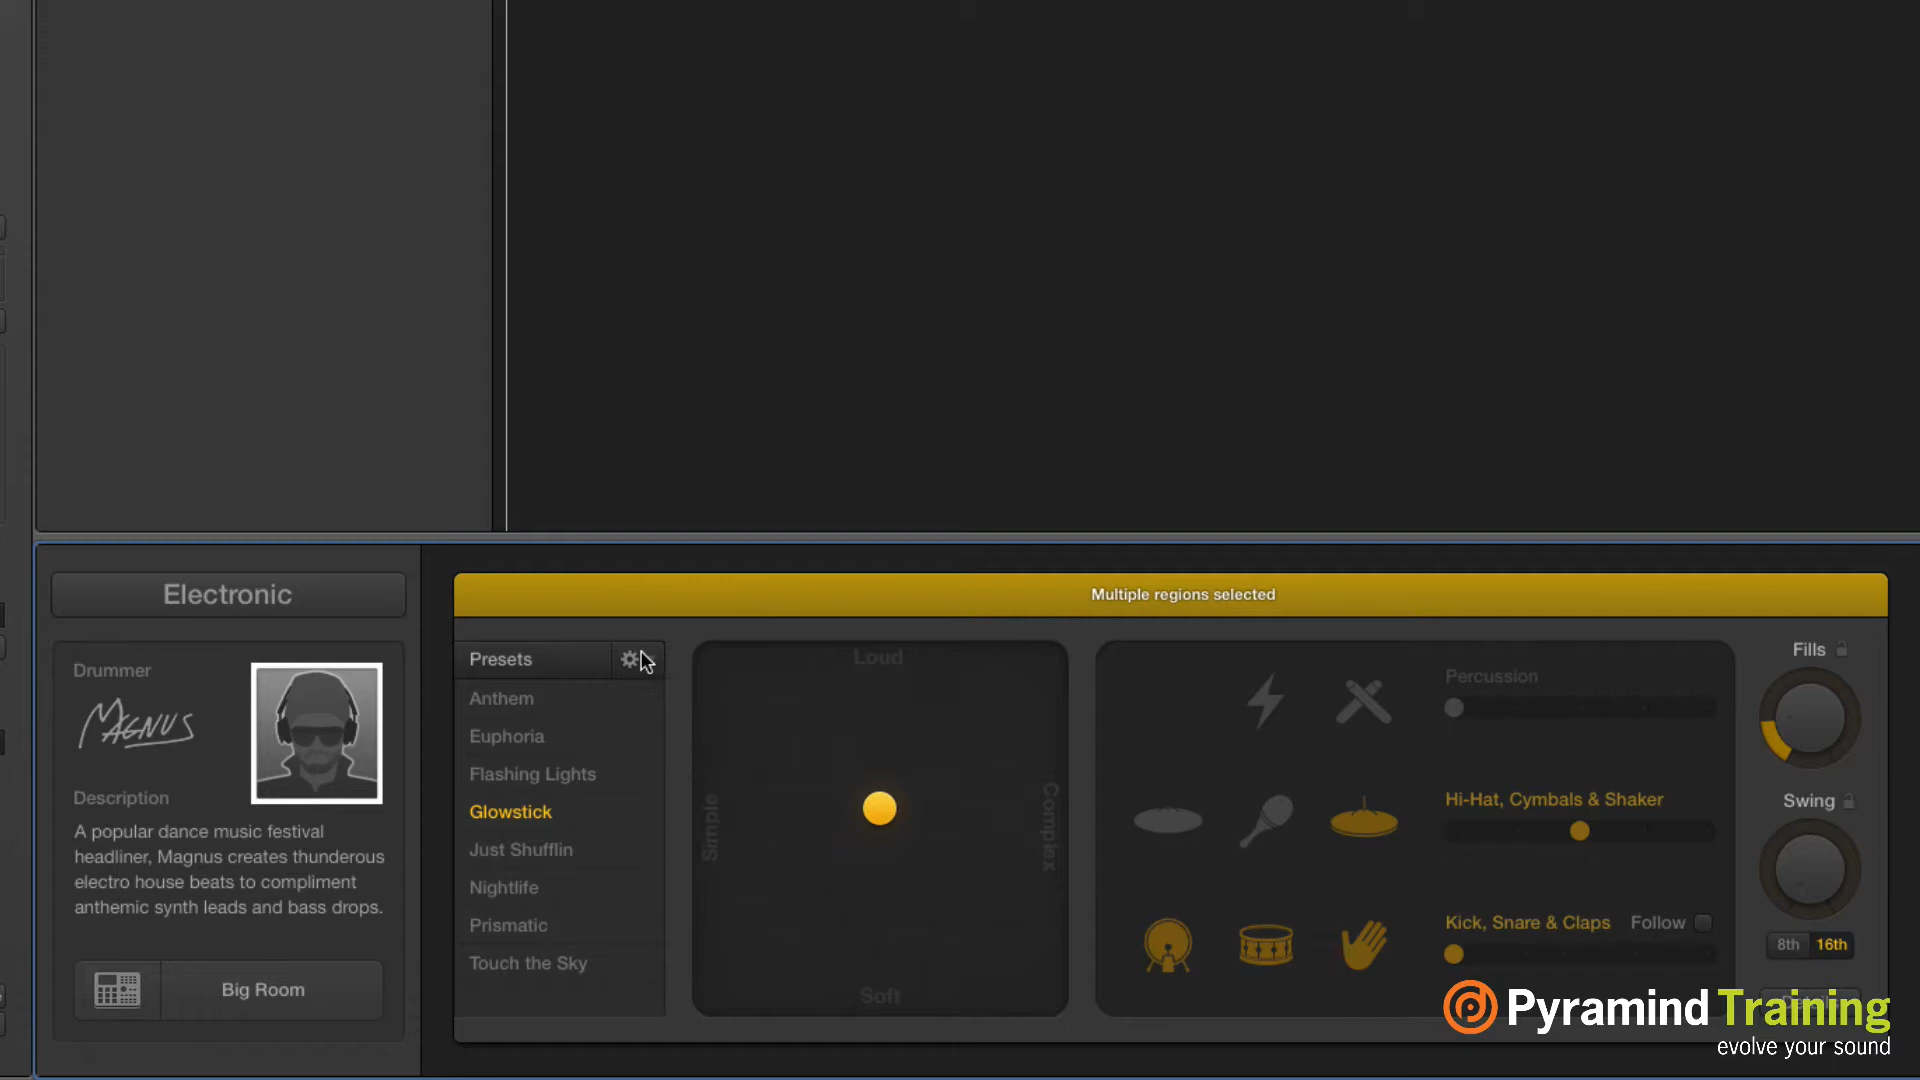 Electronic
Multiple regions selected
Drummer
MAGNUS
Description
A popular dance music festival
headliner, Magnus creates thunderous
electro house beats to compliment
anthemic synth leads and bass drops.
Big Room
Presets
Anthem
Euphoria
Flashing Lights
Glowstick
Just Shufflin
Nightlife
Prismatic
Touch the Sky
Loud
Simple
Complex
Soft
Percussion
Hi-Hat, Cymbals & Shaker
Kick, Snare & Claps Follow
Fills
Swing
8th 16th
Pyramind Training
evolve your sound